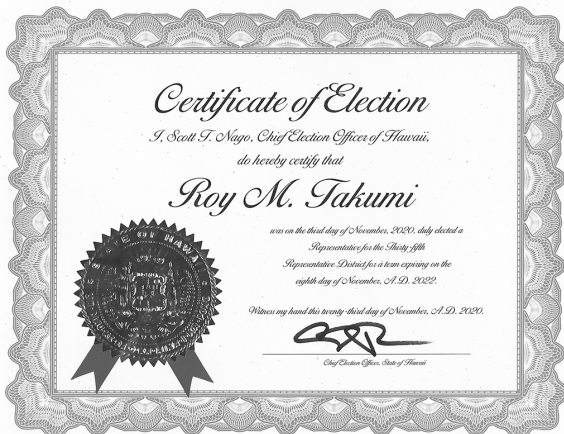 Certificate of Election
I, Scott T. Nago, Chief Election Officer of Hawaii,
do hereby certify that
Roy M. Takumi
was on the third day of November, 2020, duly elected a
Representative for the Thirty-fifth
Representative District for a term expiring on the
eighth day of November, A.D. 2022.
Witness my hand this twenty-third day of November, A.D. 2020.
Chief Election Officer, State of Hawaii
STATE OF HAWAII